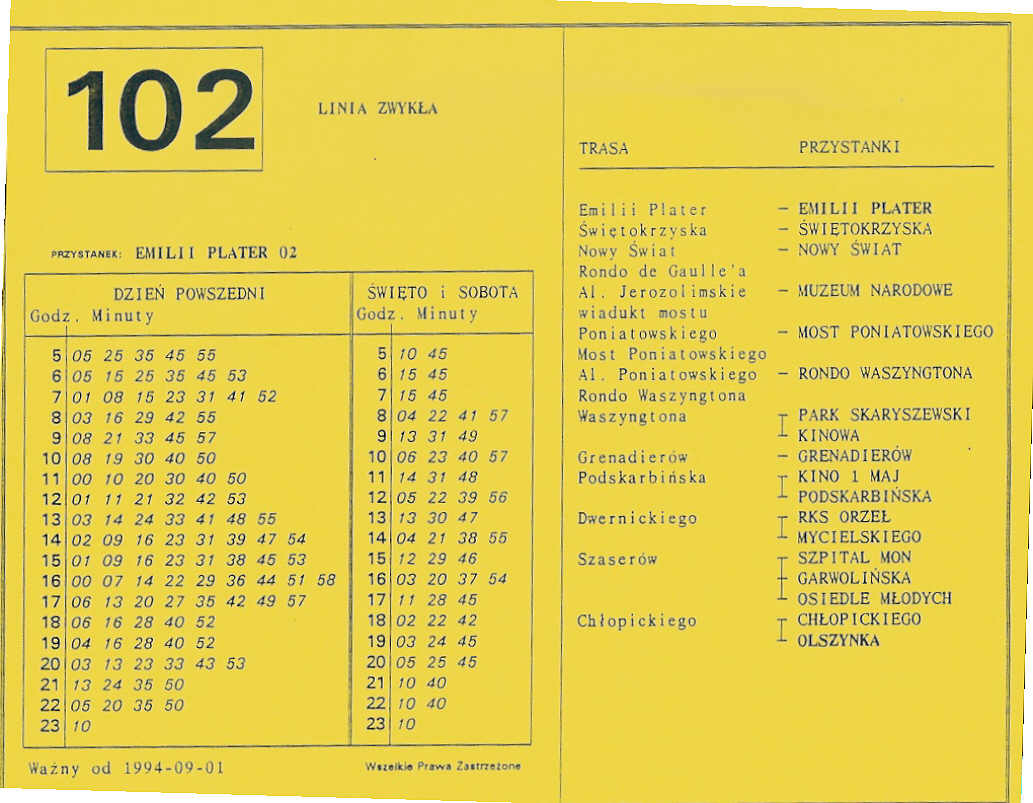 102
LINIA ZWYKŁA
PRZYSTANEK: EMILII PLATER 02
DZIEŃ POWSZEDNI
Godz. Minuty
5 05 25 35 45 55
6 05 15 25 35 45 53
7 01 08 15 23 31 41 52
8 03 16 29 42 55
9 08 21 33 45 57
10 08 19 30 40 50
11 00 10 20 30 40 50
12 01 11 21 32 42 53
13 03 14 24 33 41 48 55
14 02 09 16 23 31 39 47 54
15 01 09 16 23 31 38 45 53
16 00 07 14 22 29 36 44 51 58
17 06 13 20 27 35 42 49 57
18 06 16 28 40 52
19 04 16 28 40 52
20 03 13 23 33 43 53
21 13 24 35 50
22 05 20 35 50
23 10
ŚWIĘTO i SOBOTA
Godz. Minuty
5 10 45
6 15 45
7 15 45
8 04 22 41 57
9 13 31 49
10 06 23 40 57
11 14 31 48
12 05 22 39 56
13 13 30 47
14 04 21 38 55
15 12 29 46
16 03 20 37 54
17 11 28 45
18 02 22 42
19 03 24 45
20 05 25 45
21 10 40
22 10 40
23 10
Ważny od 1994-09-01
Wszelkie Prawa Zastrzeżone
TRASA PRZYSTANKI
Emilii Plater - EMILII PLATER
Świętokrzyska - ŚWIĘTOKRZYSKA
Nowy Świat - NOWY ŚWIAT
Rondo de Gaulle'a
Al. Jerozolimskie - MUZEUM NARODOWE
wiadukt mostu
Poniatowskiego - MOST PONIATOWSKIEGO
Most Poniatowskiego
Al. Poniatowskiego - RONDO WASZYNGTONA
Rondo Waszyngtona
Waszyngtona PARK SKARYSZEWSKI
KINOWA
Grenadierów - GRENADIERÓW
Podskarbińska KINO 1 MAJ
PODSKARBIŃSKA
Dwernickiego RKS ORZEŁ
MYCIELSKIEGO
Szaserów SZPITAL MON
GARWOLIŃSKA
OSIEDLE MŁODYCH
Chłopickiego CHŁOPICKIEGO
OLSZYNKA